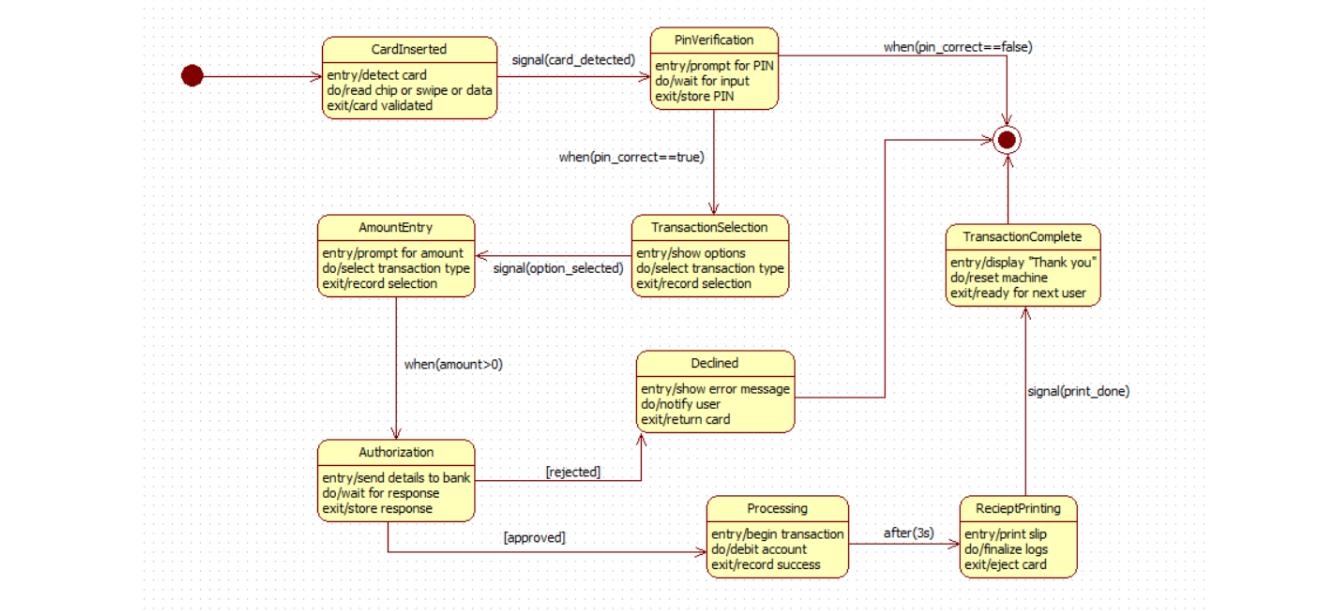 CardInserted
entry/detect card
do/read chip or swipe or data
exit/card validated
signal(card_detected)
PinVerification
entry/prompt for PIN
do/wait for input
exit/store PIN
when(pin_correct==false)
when(pin_correct==true)
AmountEntry
entry/prompt for amount
do/select transaction type
exit/record selection
signal(option_selected)
TransactionSelection
entry/show options
do/select transaction type
exit/record selection
TransactionComplete
entry/display "Thank you"
do/reset machine
exit/ready for next user
when(amount>0)
Declined
entry/show error message
do/notify user
exit/return card
signal(print_done)
Authorization
entry/send details to bank
do/wait for response
exit/store response
[rejected]
[approved]
Processing
entry/begin transaction
do/debit account
exit/record success
after(3s)
RecieptPrinting
entry/print slip
do/finalize logs
exit/eject card